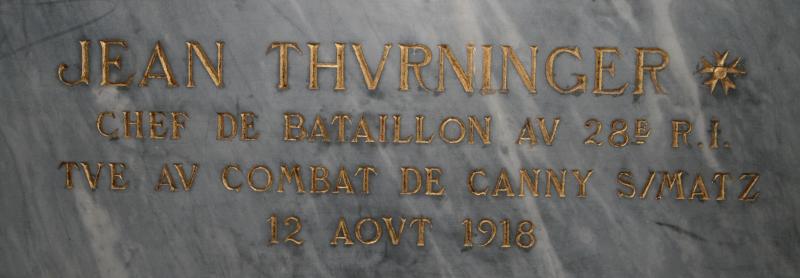 JEAN THVRNINGER
CHEF DE BATAILLON AV 28E R.I.
TVE AV COMBAT DE CANNY S/MATZ
12 AOVT 1918